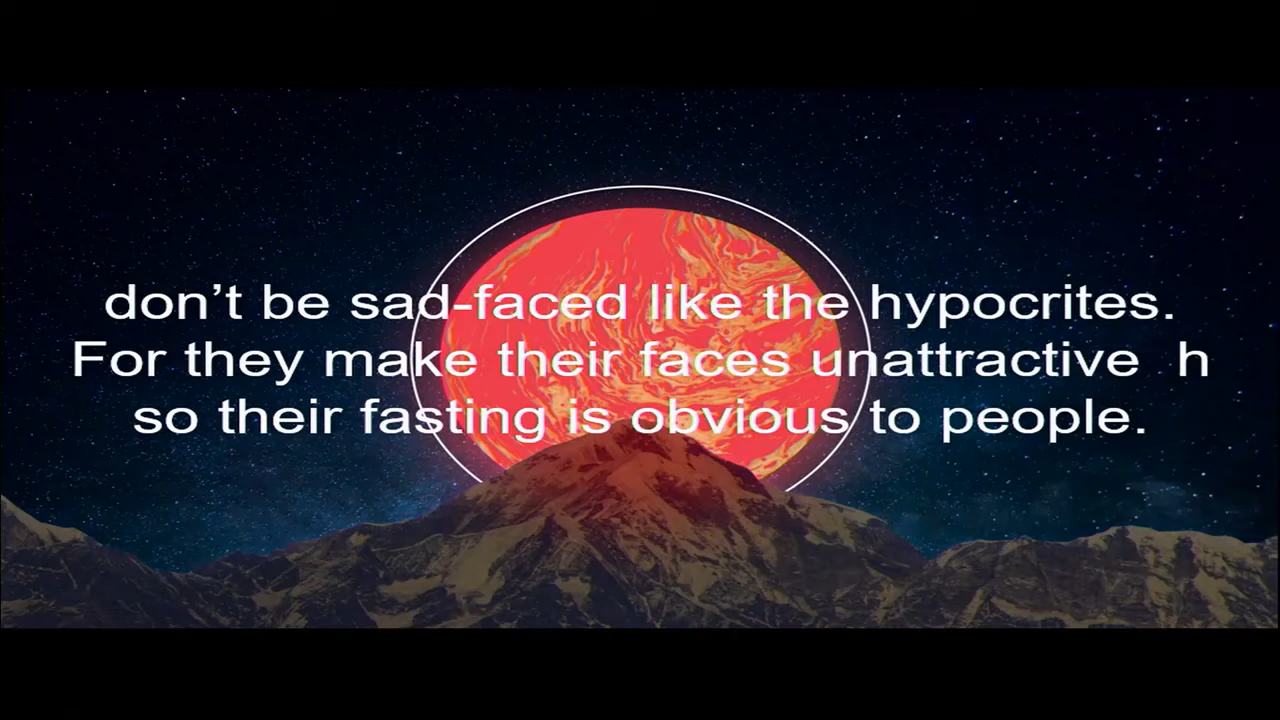 don’t be sad-faced like the hypocrites.
For they make their faces unattractive  h
so their fasting is obvious to people.